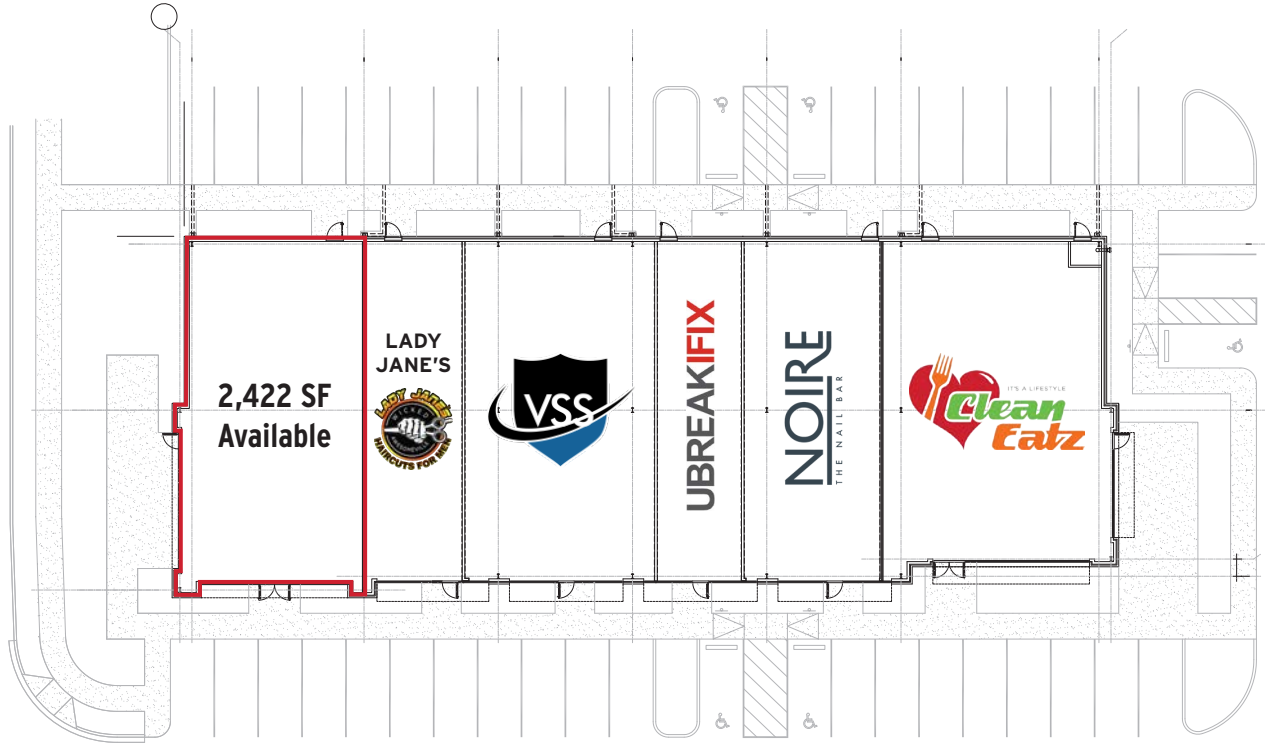 2,422 SF
Available
LADY
JANE'S
LADY JANE'S
HAIRCUTS FOR MEN
VSS
UBREAKIFIX
NOIRE
THE NAIL BAR
IT'S A LIFESTYLE
Clean
Eatz